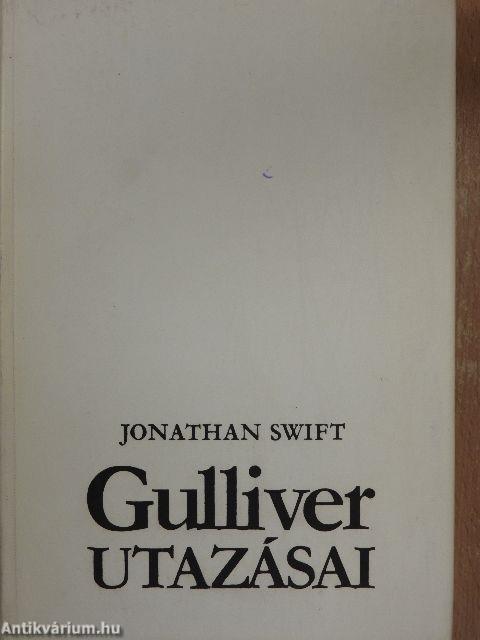 JONATHAN SWIFT
Gulliver
UTAZÁSAI
Antikvárium.hu